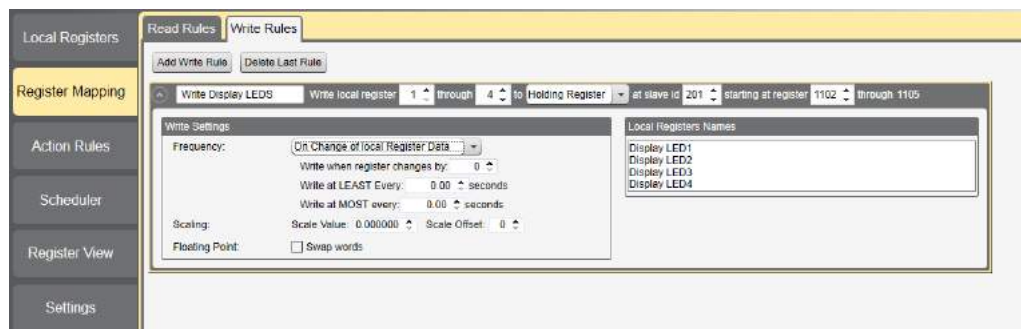 Local Registers
Register Mapping
Action Rules
Scheduler
Register View
Settings
Read Rules Write Rules
Add Write Rule Delete Last Rule
Write Display LEDS Write local register 1 through 4 to Holding Register at slave id 201 starting at register 1102 through 1105
Write Settings
Frequency: On Change of local Register Data
Write when register changes by: 0
Write at LEAST Every: 0.00 seconds
Write at MOST every: 0.00 seconds
Scaling: Scale Value: 0.000000 Scale Offset: 0
Floating Point: Swap words
Local Registers Names
Display LED1
Display LED2
Display LED3
Display LED4